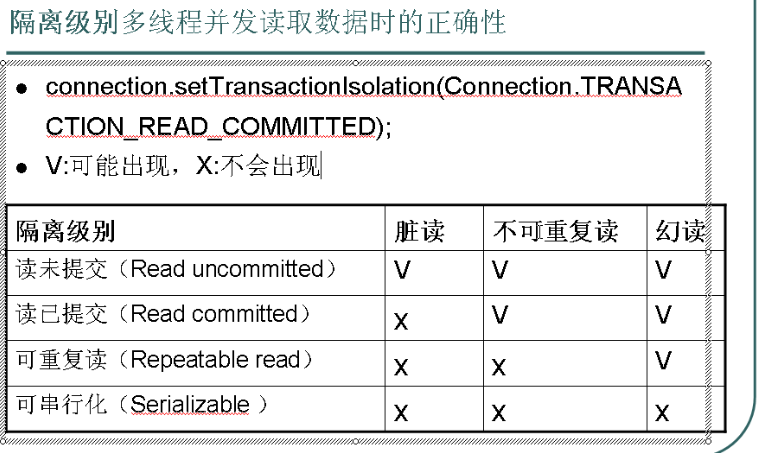 隔离级别多线程并发读取数据时的正确性
connection.setTransactionIsolation(Connection.TRANSA
CTION_READ_COMMITTED);
V:可能出现，X:不会出现
隔离级别 脏读 不可重复读 幻读
读未提交（Read uncommitted） V V V
读已提交（Read committed） x V V
可重复读（Repeatable read） x x V
可串行化（Serializable ） x x x